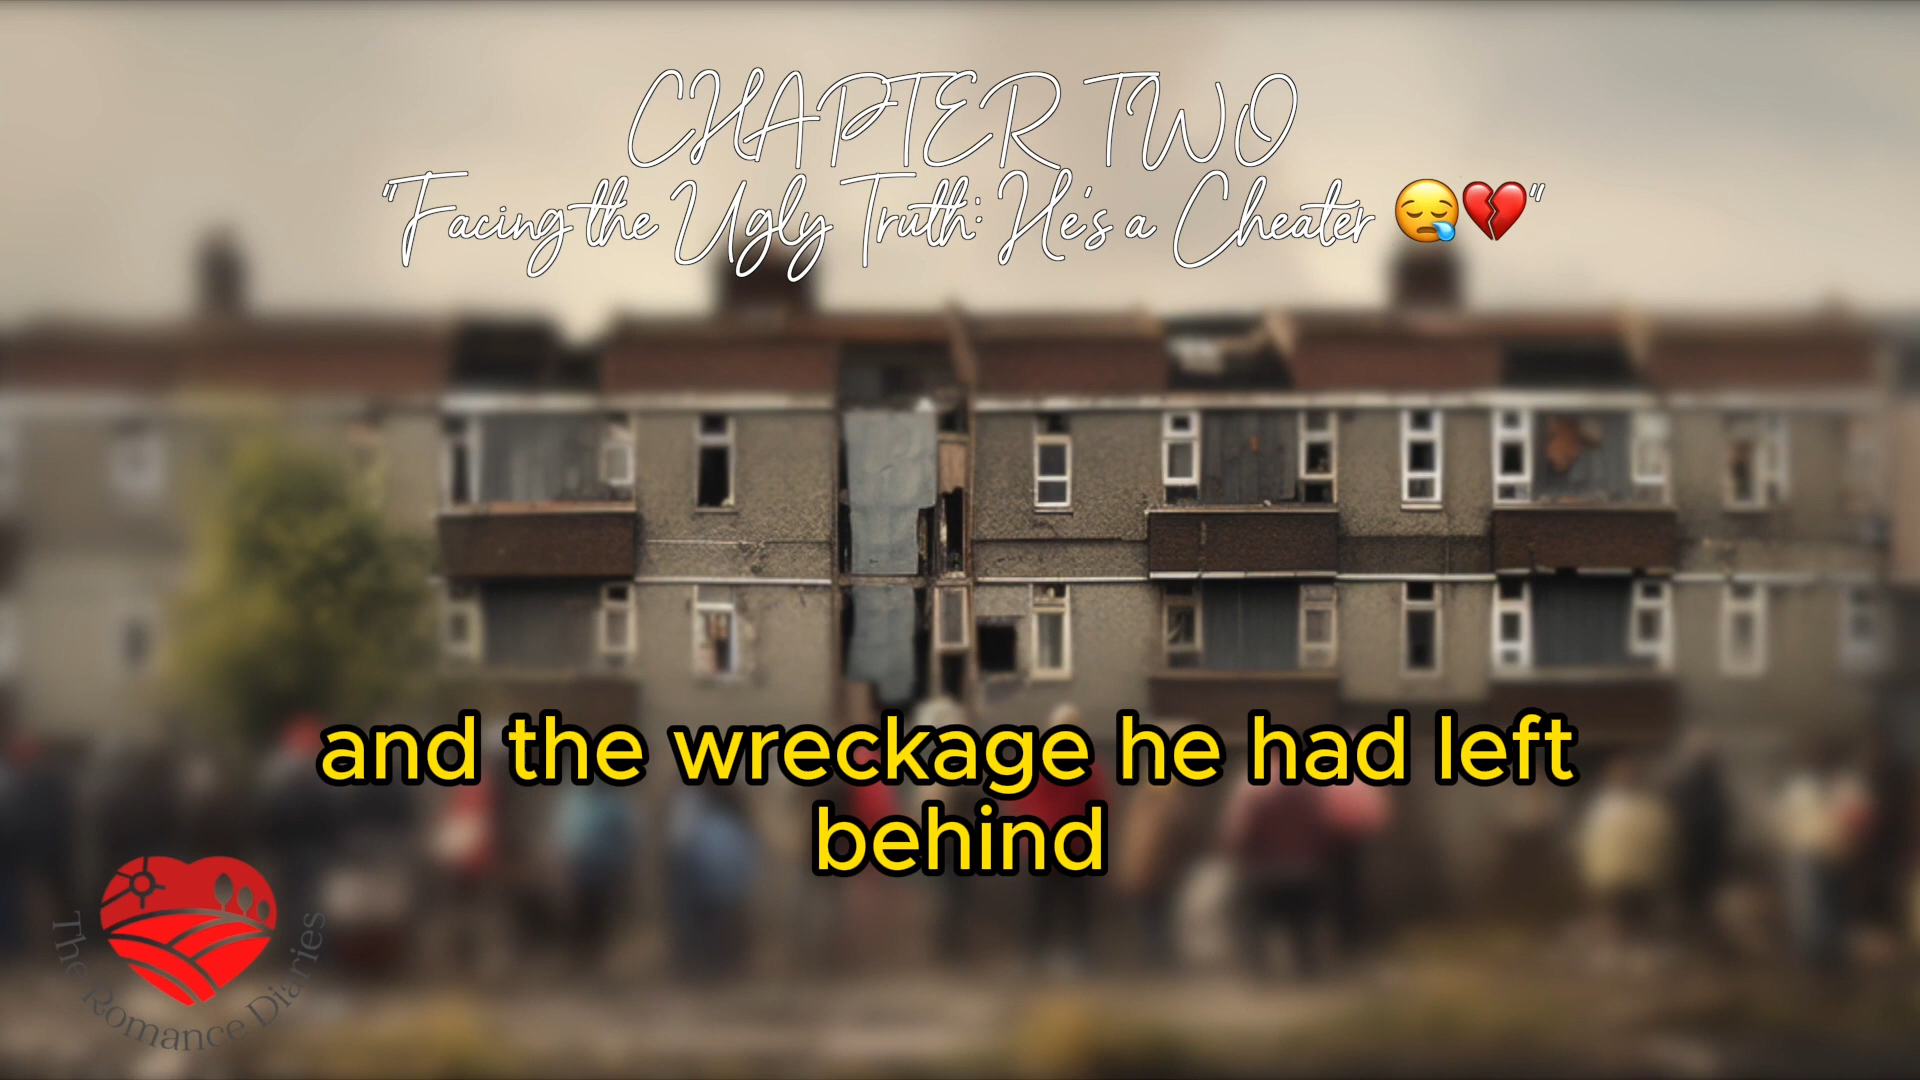 CHAPTER TWO
"Facing the Ugly Truth: He's a Cheater 😪💔"
and the wreckage he had left
behind
The Romance Diaries